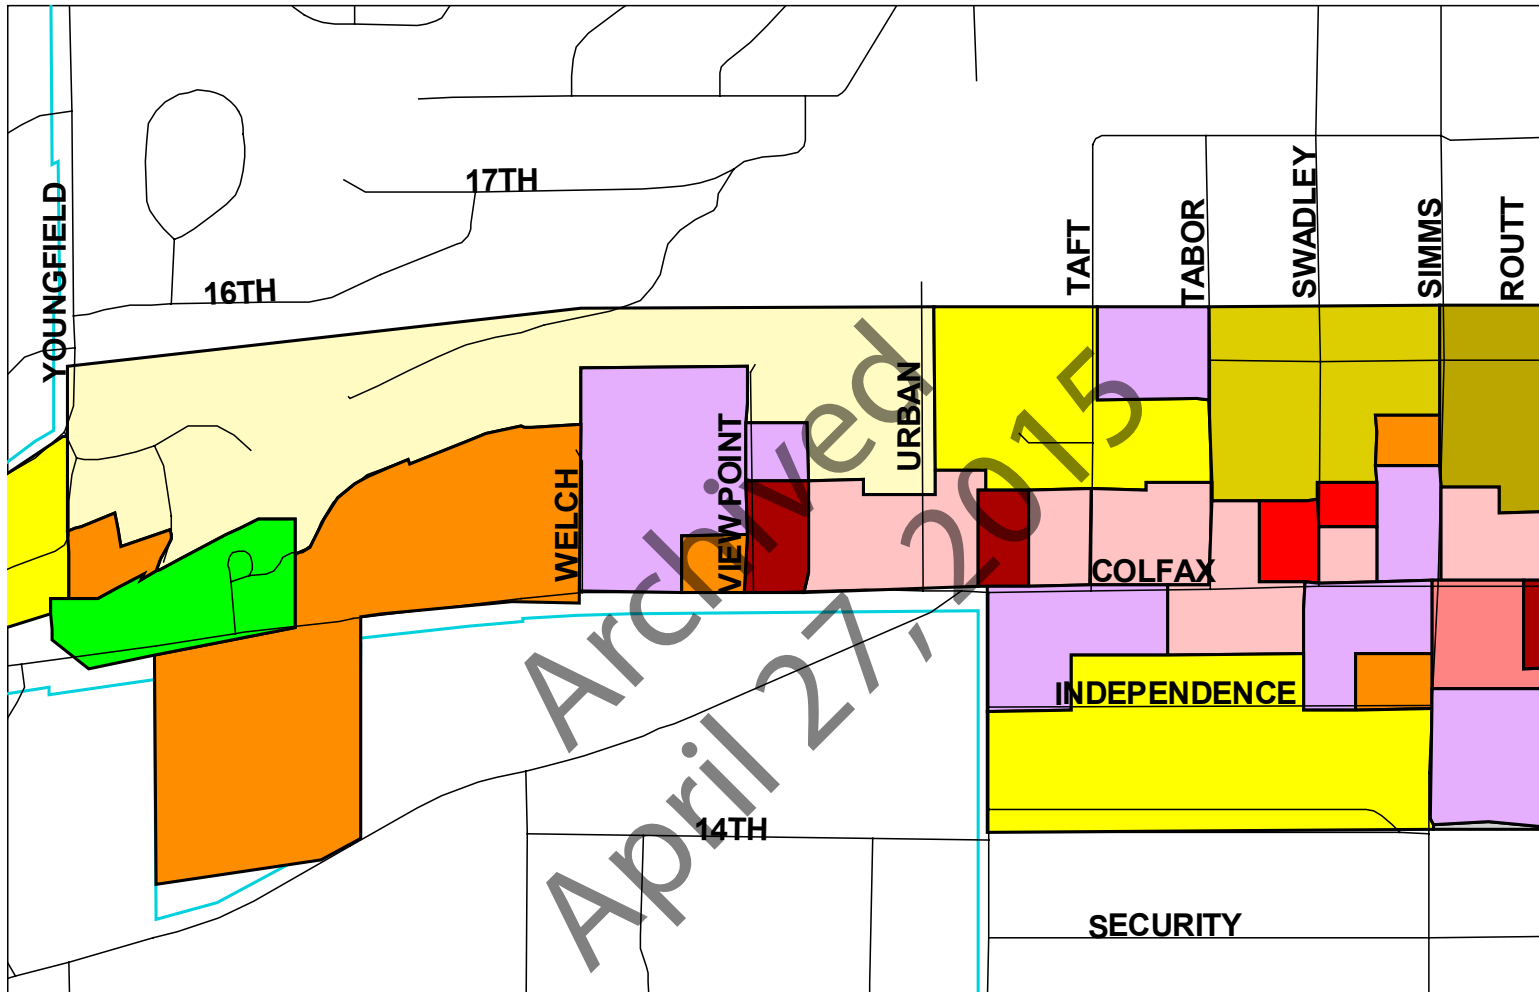 17TH
YOUNGFIELD
16TH
TAFT
TABOR
SWADLEY
SIMMS
ROUTT
URBAN
VIEW POINT
WELCH
COLFAX
INDEPENDENCE
14TH
SECURITY
Archived
April 27, 2015